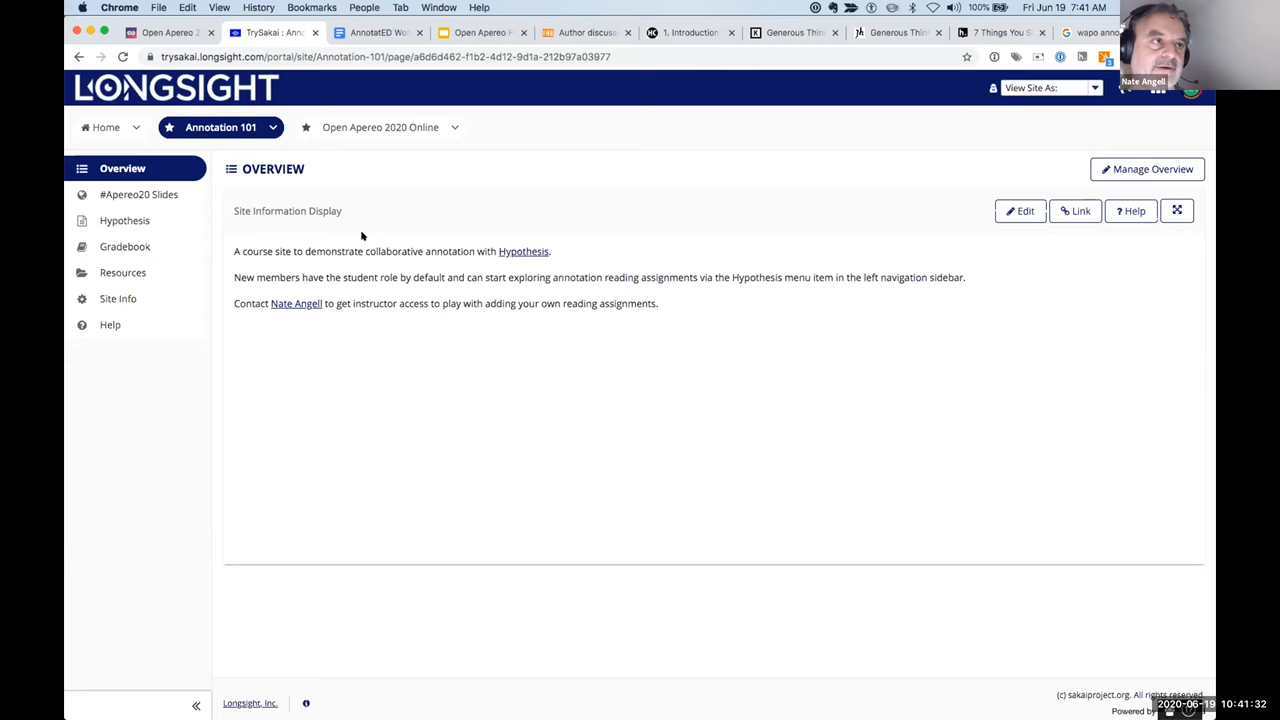 Chrome File Edit View History Bookmarks People Tab Window Help 100% Fri Jun 19 7:41 AM
Open Apereo 2 TrySakai : Anno AnnotatED Wo Open Apereo H Author discuss 1. Introduction Generous Thin Generous Thin 7 Things You S wapo anno
trysakai.longsight.com/portal/site/Annotation-101/page/a6d6d462-f1b2-4d12-9d1a-212b97a03977 3
Nate Angell
LONGSIGHT
View Site As:
Home Annotation 101 Open Apereo 2020 Online
Overview
#Apereo20 Slides
Hypothesis
Gradebook
Resources
Site Info
Help
OVERVIEW
Manage Overview
Site Information Display
Edit Link ? Help
A course site to demonstrate collaborative annotation with Hypothesis.
New members have the student role by default and can start exploring annotation reading assignments via the Hypothesis menu item in the left navigation sidebar.
Contact Nate Angell to get instructor access to play with adding your own reading assignments.
Longsight, Inc.
(c) sakaiproject.org. All rights reserved.
2020-06-19 10:41:32
Powered by